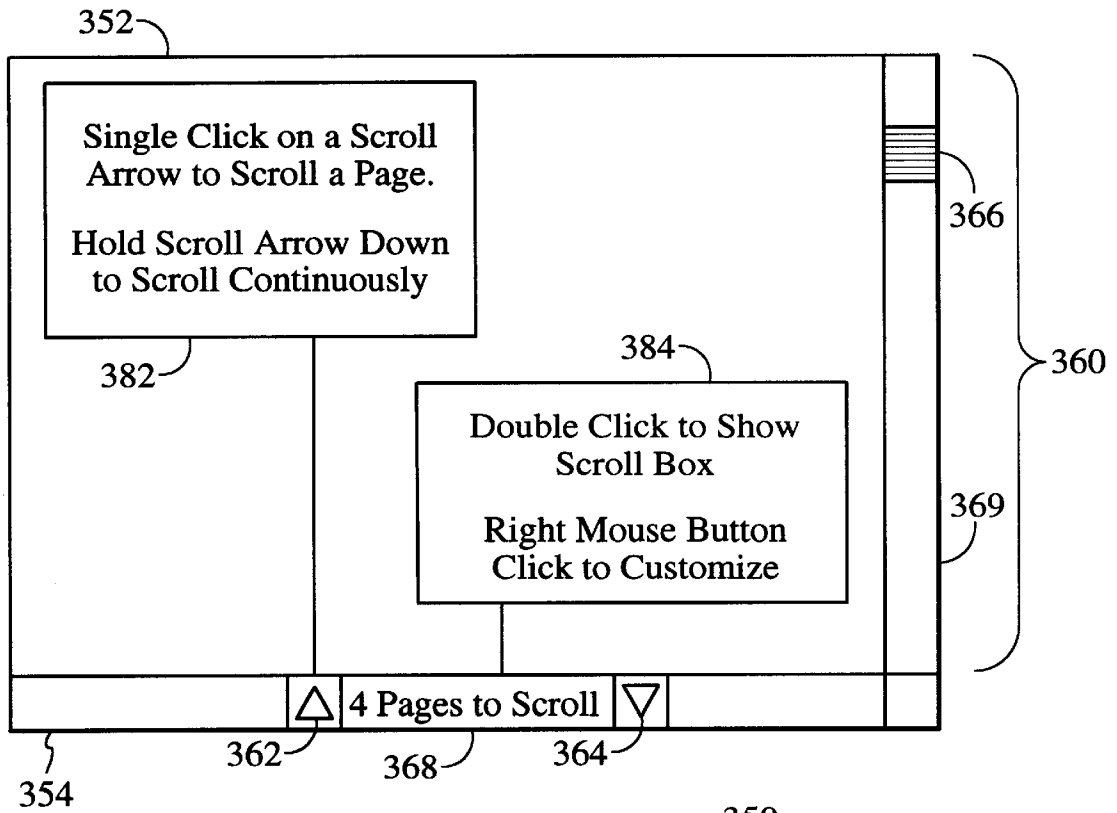 352
Single Click on a Scroll
Arrow to Scroll a Page.
Hold Scroll Arrow Down
to Scroll Continuously
366
382
384
360
Double Click to Show
Scroll Box
Right Mouse Button
Click to Customize
369
4 Pages to Scroll
362
368
364
354